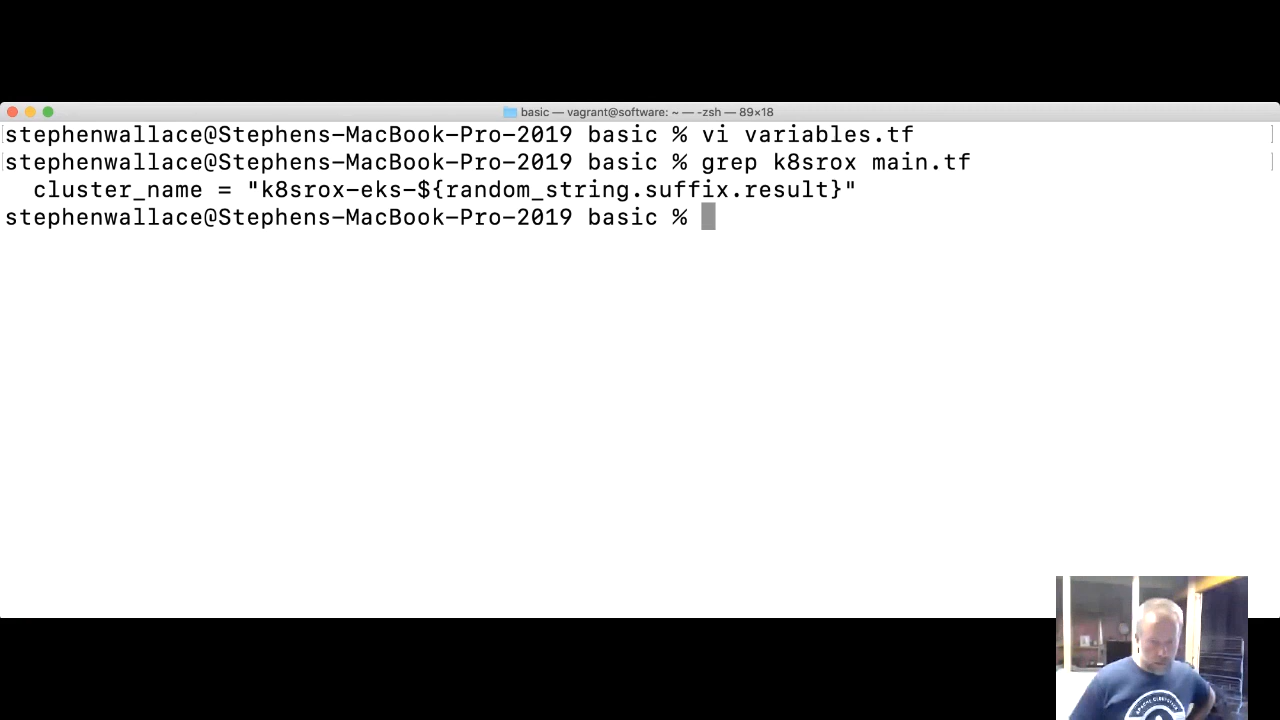 basic — vagrant@software: ~ — -zsh — 89×18
stephenwallace@Stephens-MacBook-Pro-2019 basic % vi variables.tf
stephenwallace@Stephens-MacBook-Pro-2019 basic % grep k8srox main.tf
  cluster_name = "k8srox-eks-${random_string.suffix.result}"
stephenwallace@Stephens-MacBook-Pro-2019 basic %